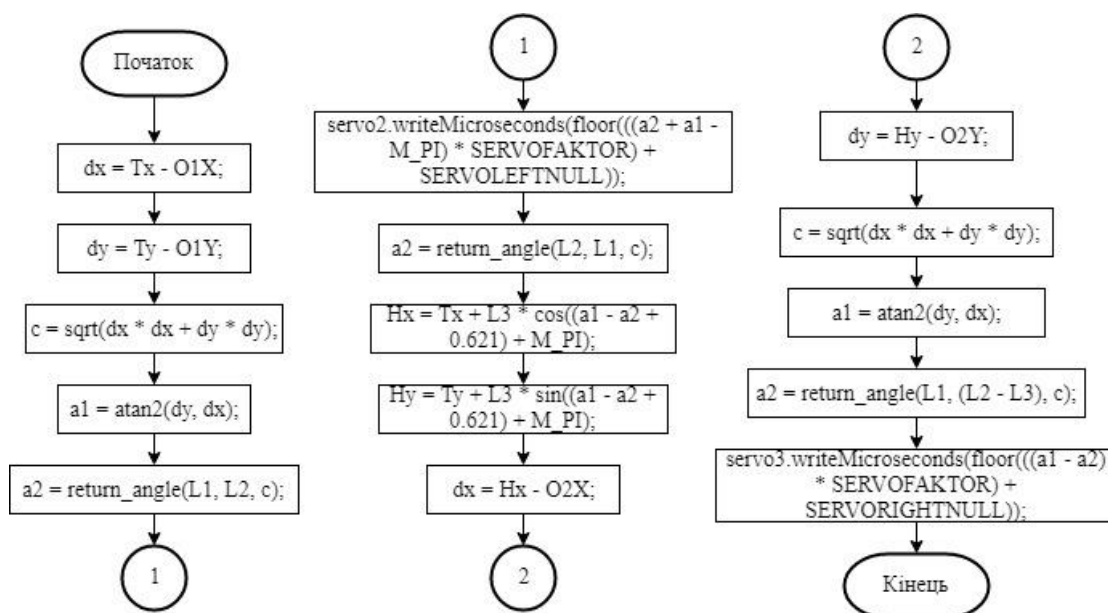 Початок
dx = Tx - O1X;
dy = Ty - O1Y;
c = sqrt(dx * dx + dy * dy);
a1 = atan2(dy, dx);
a2 = return_angle(L1, L2, c);
1
1
servo2.writeMicroseconds(floor(((a2 + a1 -
M_PI) * SERVOFAKTOR) +
SERVOLEFTNULL));
a2 = return_angle(L2, L1, c);
Hx = Tx + L3 * cos((a1 - a2 +
0.621) + M_PI);
Hy = Ty + L3 * sin((a1 - a2 +
0.621) + M_PI);
dx = Hx - O2X;
2
2
dy = Hy - O2Y;
c = sqrt(dx * dx + dy * dy);
a1 = atan2(dy, dx);
a2 = return_angle(L1, (L2 - L3), c);
servo3.writeMicroseconds(floor(((a1 - a2)
* SERVOFAKTOR) +
SERVORIGHTNULL));
Кінець